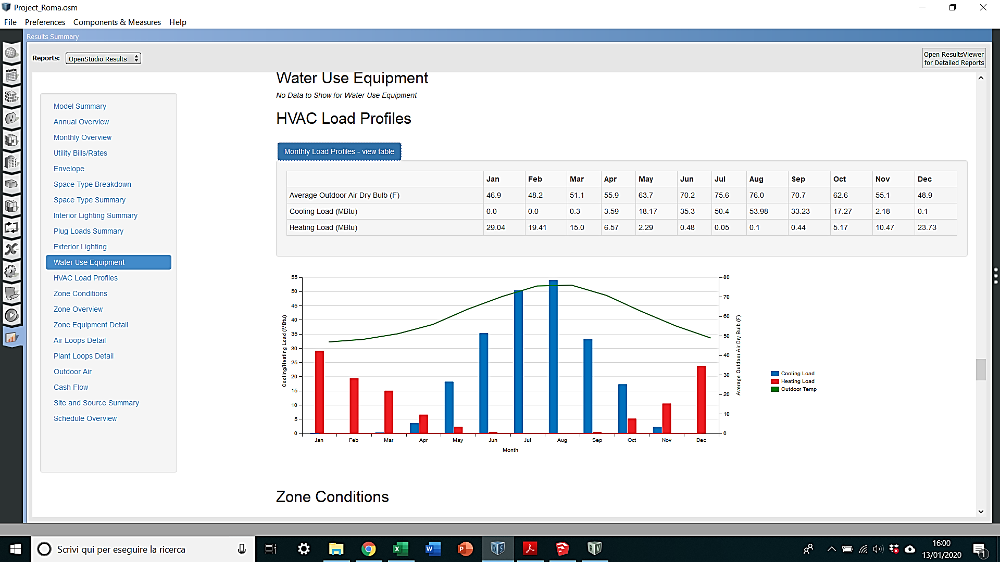 Project_Roma.osm
File Preferences Components & Measures Help
Results Summary
Reports: OpenStudio Results
Open ResultsViewer
for Detailed Reports
Model Summary
Annual Overview
Monthly Overview
Utility Bills/Rates
Envelope
Space Type Breakdown
Space Type Summary
Interior Lighting Summary
Plug Loads Summary
Exterior Lighting
Water Use Equipment
HVAC Load Profiles
Zone Conditions
Zone Overview
Zone Equipment Detail
Air Loops Detail
Plant Loops Detail
Outdoor Air
Cash Flow
Site and Source Summary
Schedule Overview
Water Use Equipment
No Data to Show for Water Use Equipment
HVAC Load Profiles
Monthly Load Profiles - view table
Jan Feb Mar Apr May Jun Jul Aug Sep Oct Nov Dec
Average Outdoor Air Dry Bulb (F) 46.9 48.2 51.1 55.9 63.7 70.2 75.6 76.0 70.7 62.6 55.1 48.9
Cooling Load (MBtu) 0.0 0.0 0.3 3.59 18.17 35.3 50.4 53.98 33.23 17.27 2.18 0.1
Heating Load (MBtu) 29.04 19.41 15.0 6.57 2.29 0.48 0.05 0.1 0.44 5.17 10.47 23.73
Cooling/Heating Load (MBtu)
55
50
45
40
35
30
25
20
15
10
5
0
80
70
60
50
40
30
20
10
0
Average Outdoor Air Dry Bulb (F)
Jan Feb Mar Apr May Jun Jul Aug Sep Oct Nov Dec
Month
Cooling Load
Heating Load
Outdoor Temp
Zone Conditions
Scrivi qui per eseguire la ricerca
16:00
13/01/2020
1